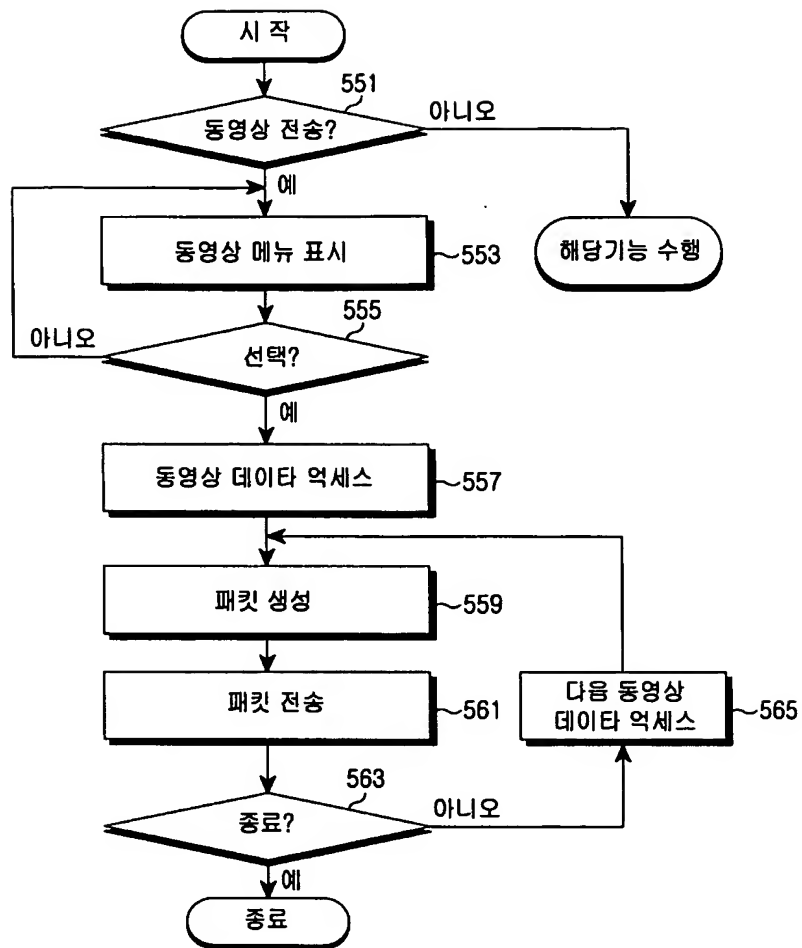 시 작
551
동영상 전송?
아니오
예
동영상 메뉴 표시
553
해당기능 수행
555
아니오
선택?
예
동영상 데이타 억세스
557
패킷 생성
559
패킷 전송
561
다음 동영상
데이타 억세스
565
563
종료?
아니오
예
종료